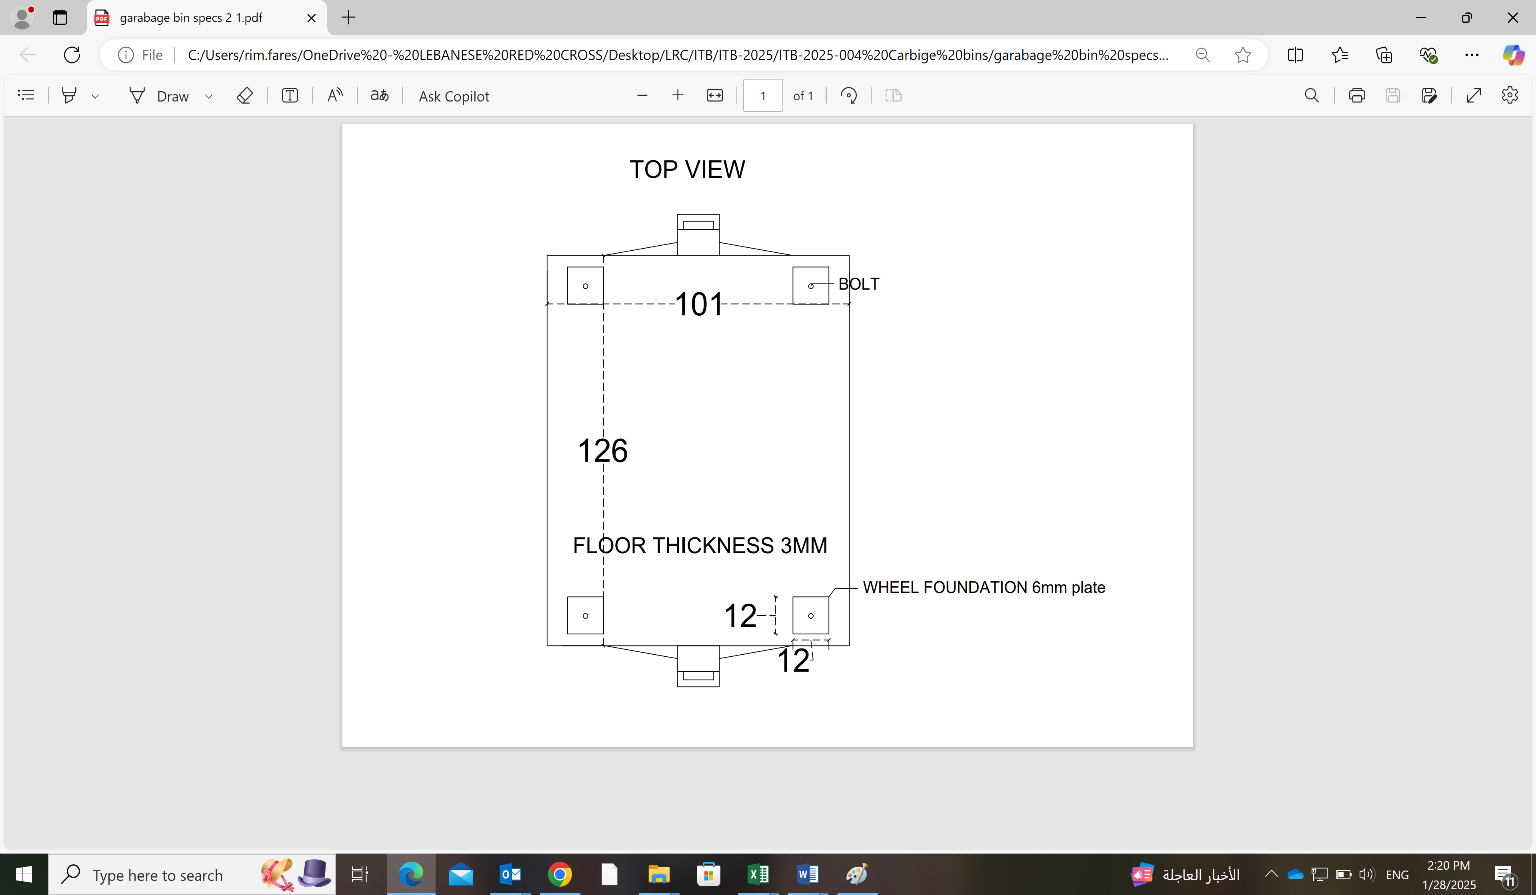 garabage bin specs 2 1.pdf
File
C:/Users/rim.fares/OneDrive%20-%20LEBANESE%20RED%20CROSS/Desktop/LRC/ITB/ITB-2025/ITB-2025-004%20Carbige%20bins/garabage%20bin%20specs...
Draw
Ask Copilot
1
of 1
TOP VIEW
BOLT
101
126
FLOOR THICKNESS 3MM
WHEEL FOUNDATION 6mm plate
12
12
Type here to search
الأخبار العاجلة
ENG
2:20 PM
1/28/2025
11